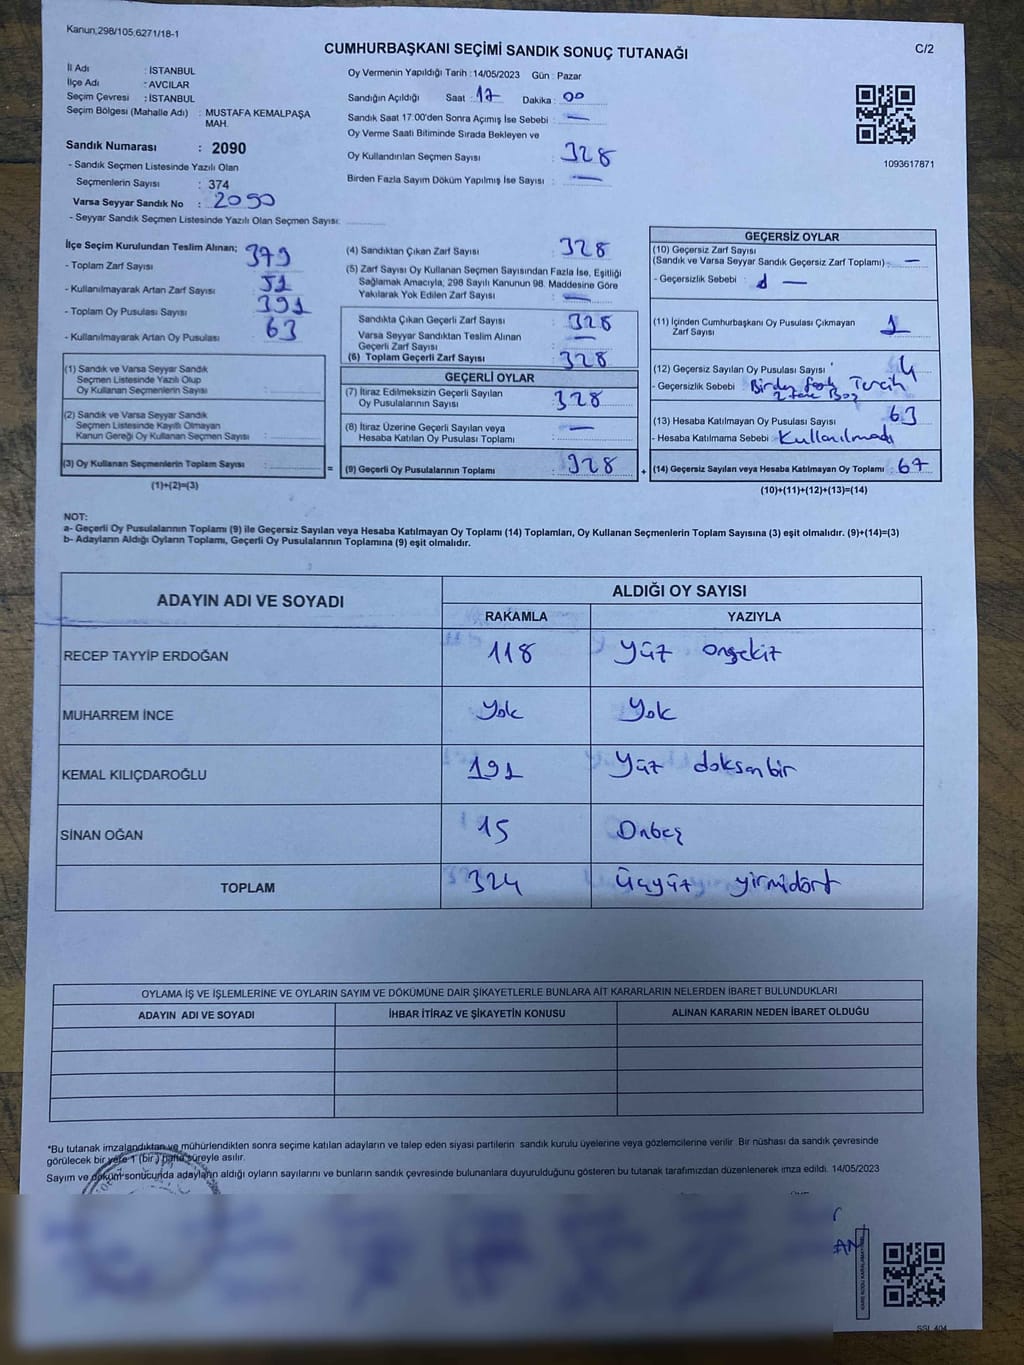 Kanun,298/105,6271/18-1
CUMHURBAŞKANI SEÇİMİ SANDIK SONUÇ TUTANAĞI
C/2
İl Adı : İSTANBUL
İlçe Adı : AVCILAR
Seçim Çevresi : İSTANBUL
Seçim Bölgesi (Mahalle Adı) : MUSTAFA KEMALPAŞA
MAH.
Sandık Numarası : 2090
- Sandık Seçmen Listesinde Yazılı Olan
Seçmenlerin Sayısı : 374
Varsa Seyyar Sandık No : 2090
- Seyyar Sandık Seçmen Listesinde Yazılı Olan Seçmen Sayısı:
Oy Vermenin Yapıldığı Tarih : 14/05/2023 Gün : Pazar
Sandığın Açıldığı Saat : 17 Dakika : 00
Sandık Saat 17:00'den Sonra Açımış İse Sebebi : —
Oy Verme Saati Bitiminde Sırada Bekleyen ve
Oy Kullandırılan Seçmen Sayısı : 328
Birden Fazla Sayım Döküm Yapılmış İse Sayısı : —
1093617871
İlçe Seçim Kurulundan Teslim Alınan;
- Toplam Zarf Sayısı 379
- Kullanılmayarak Artan Zarf Sayısı 51
- Toplam Oy Pusulası Sayısı 391
- Kullanılmayarak Artan Oy Pusulası 63
(1) Sandık ve Varsa Seyyar Sandık
Seçmen Listesinde Yazılı Olup
Oy Kullanan Seçmenlerin Sayısı :
(2) Sandık ve Varsa Seyyar Sandık
Seçmen Listesinde Kayıtlı Olmayan
Kanun Gereği Oy Kullanan Seçmen Sayısı :
(3) Oy Kullanan Seçmenlerin Toplam Sayısı :
(1)+(2)=(3)
(4) Sandıktan Çıkan Zarf Sayısı 328
(5) Zarf Sayısı Oy Kullanan Seçmen Sayısından Fazla İse, Eşitliği
Sağlamak Amacıyla, 298 Sayılı Kanunun 98. Maddesine Göre
Yakılarak Yok Edilen Zarf Sayısı : —
Sandıkta Çıkan Geçerli Zarf Sayısı : 328
Varsa Seyyar Sandıktan Teslim Alınan
Geçerli Zarf Sayısı : —
(6) Toplam Geçerli Zarf Sayısı : 328
GEÇERLİ OYLAR
(7) İtiraz Edilmeksizin Geçerli Sayılan
Oy Pusulalarının Sayısı : 328
(8) İtiraz Üzerine Geçerli Sayılan veya
Hesaba Katılan Oy Pusulası Toplamı : —
= (9) Geçerli Oy Pusulalarının Toplamı : 328 +
GEÇERSİZ OYLAR
(10) Geçersiz Zarf Sayısı
(Sandık ve Varsa Seyyar Sandık Geçersiz Zarf Toplamı) : —
- Geçersizlik Sebebi : —
(11) İçinden Cumhurbaşkanı Oy Pusulası Çıkmayan
Zarf Sayısı : 1
(12) Geçersiz Sayılan Oy Pusulası Sayısı : 4
- Geçersizlik Sebebi : Birden fazla Tercih
2 tane Boş
(13) Hesaba Katılmayan Oy Pusulası Sayısı : 63
- Hesaba Katılmama Sebebi : Kullanılmadı
(14) Geçersiz Sayılan veya Hesaba Katılmayan Oy Toplamı : 67
(10)+(11)+(12)+(13)=(14)
NOT:
a- Geçerli Oy Pusulalarının Toplamı (9) ile Geçersiz Sayılan veya Hesaba Katılmayan Oy Toplamı (14) Toplamları, Oy Kullanan Seçmenlerin Toplam Sayısına (3) eşit olmalıdır. (9)+(14)=(3)
b- Adayların Aldığı Oyların Toplamı, Geçerli Oy Pusulalarının Toplamına (9) eşit olmalıdır.
ADAYIN ADI VE SOYADI ALDIĞI OY SAYISI
RAKAMLA YAZIYLA
RECEP TAYYİP ERDOĞAN 118 Yüz onsekiz
MUHARREM İNCE Yok Yok
KEMAL KILIÇDAROĞLU 191 Yüz doksanbir
SİNAN OĞAN 15 Onbeş
TOPLAM 324 Üçyüz yirmidört
OYLAMA İŞ VE İŞLEMLERİNE VE OYLARIN SAYIM VE DÖKÜMÜNE DAİR ŞİKAYETLERLE BUNLARA AİT KARARLARIN NELERDEN İBARET BULUNDUKLARI
ADAYIN ADI VE SOYADI İHBAR İTİRAZ VE ŞİKAYETİN KONUSU ALINAN KARARIN NEDEN İBARET OLDUĞU
*Bu tutanak imzalandıktan ve mühürlendikten sonra seçime katılan adayların ve talep eden siyasi partilerin sandık kurulu üyelerine veya gözlemcilerine verilir. Bir nüshası da sandık çevresinde
görülecek bir yere 1 (bir ) hafta süreyle asılır.
Sayım ve döküm sonucunda adayların aldığı oyların sayılarını ve bunların sandık çevresinde bulunanlara duyurulduğunu gösteren bu tutanak tarafımızdan düzenlenerek imza edildi. 14/05/2023